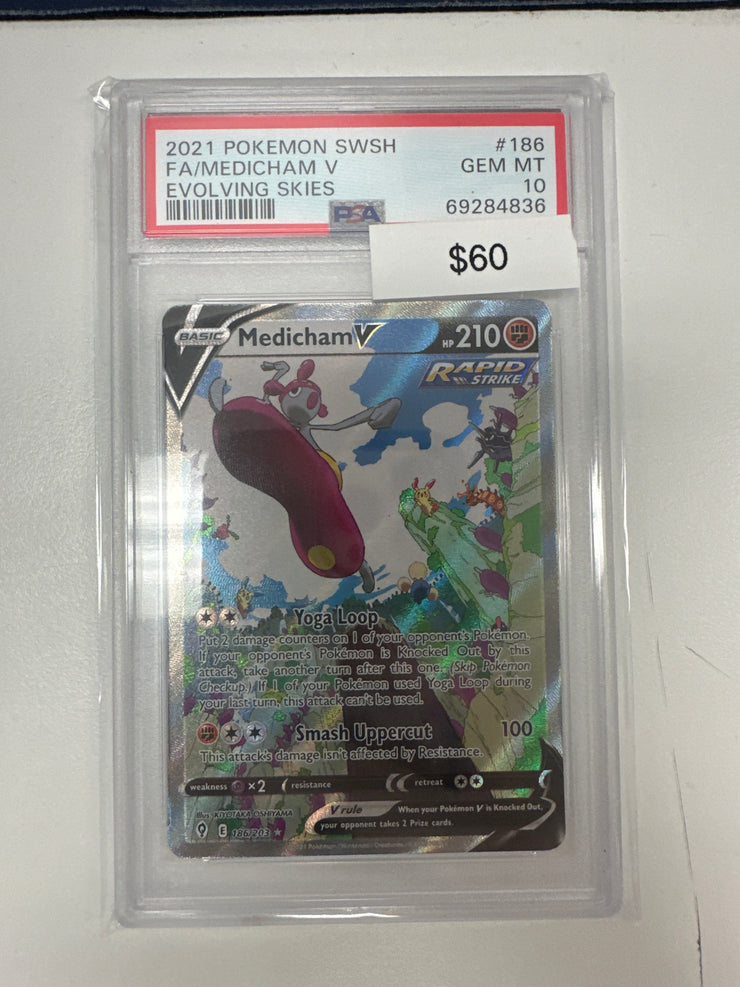 2021 POKEMON SWSH #186
FA/MEDICHAM V GEM MT
EVOLVING SKIES 10
PSA 69284836
$60
BASIC Medicham V HP 210
RAPID
STRIKE
Yoga Loop
Put 2 damage counters on 1 of your opponent's Pokémon.
If your opponent's Pokémon is Knocked Out by this
attack, take another turn after this one. (Skip Pokémon
Checkup.) If 1 of your Pokémon used Yoga Loop during
your last turn, this attack can't be used.
Smash Uppercut 100
This attack's damage isn't affected by Resistance.
weakness ×2 resistance retreat
Illus. KIYOTAKA OSHIYAMA
V rule When your Pokémon V is Knocked Out,
your opponent takes 2 Prize cards.
E 186/203